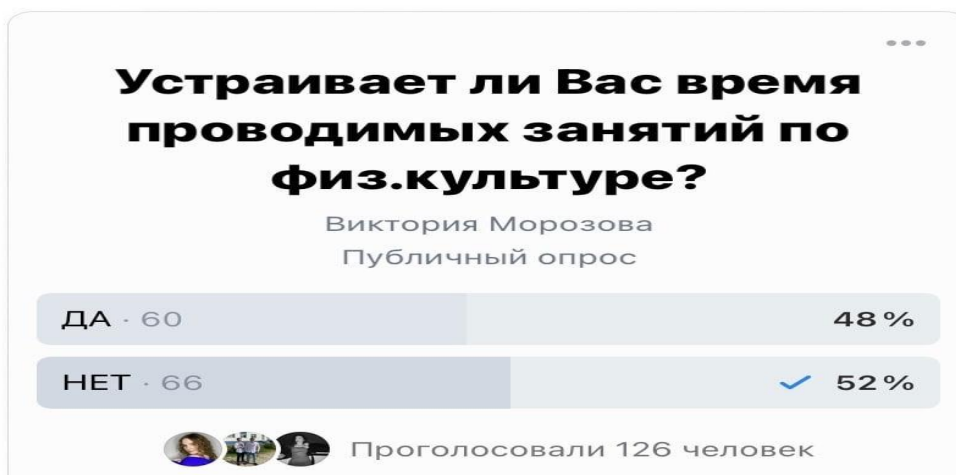 Устраивает ли Вас время
проводимых занятий по
физ.культуре?
Виктория Морозова
Публичный опрос
ДА · 60 48 %
НЕТ · 66 52 %
Проголосовали 126 человек